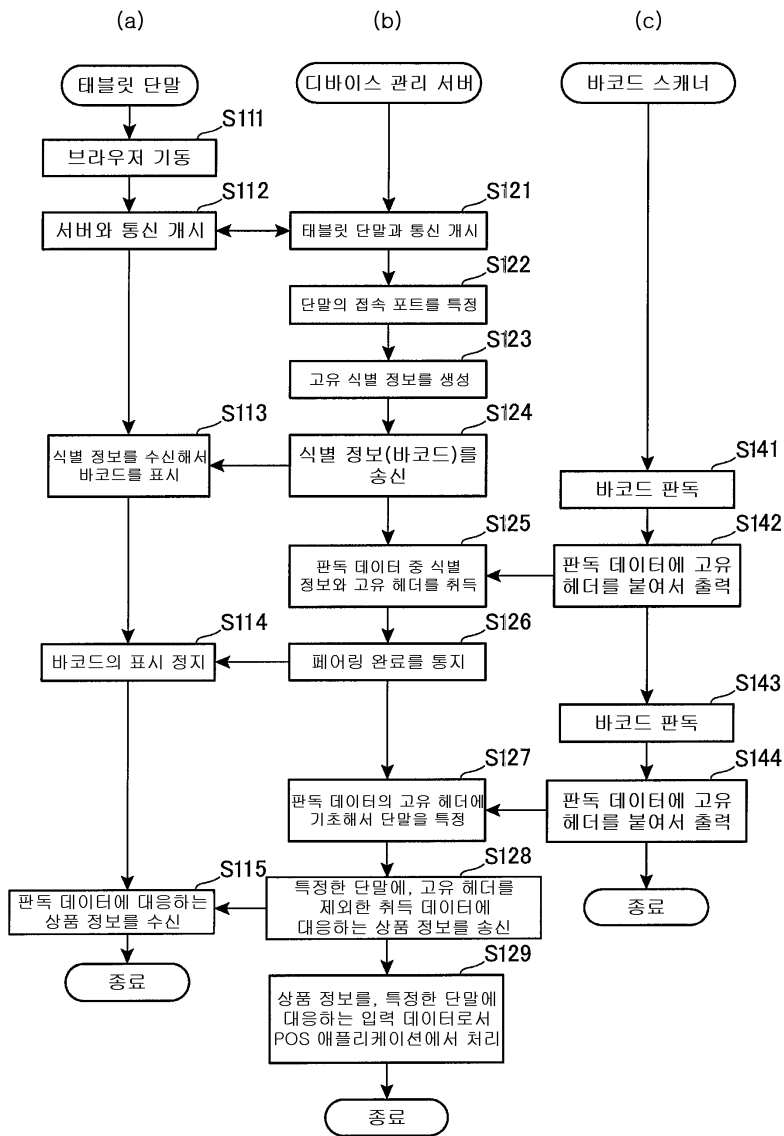 (a)
(b)
(c)
태블릿 단말
디바이스 관리 서버
바코드 스캐너
S111
브라우저 기동
S112
서버와 통신 개시
S121
태블릿 단말과 통신 개시
S122
단말의 접속 포트를 특정
S123
고유 식별 정보를 생성
S113
식별 정보를 수신해서
바코드를 표시
S124
식별 정보(바코드)를
송신
S141
바코드 판독
S142
판독 데이터에 고유
헤더를 붙여서 출력
S125
판독 데이터 중 식별
정보와 고유 헤더를 취득
S114
바코드의 표시 정지
S126
페어링 완료를 통지
S143
바코드 판독
S144
판독 데이터에 고유
헤더를 붙여서 출력
S127
판독 데이터의 고유 헤더에
기초해서 단말을 특정
S115
판독 데이터에 대응하는
상품 정보를 수신
S128
특정한 단말에, 고유 헤더를
제외한 취득 데이터에
대응하는 상품 정보를 송신
종료
종료
S129
상품 정보를, 특정한 단말에
대응하는 입력 데이터로서
POS 애플리케이션에서 처리
종료